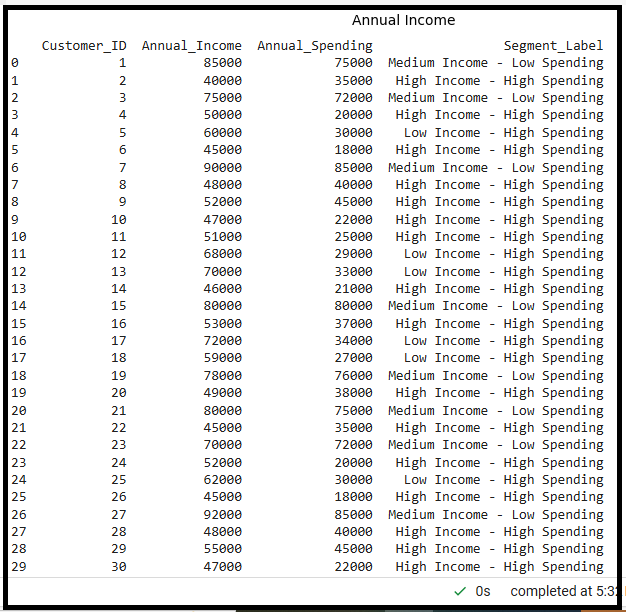 Annual Income
Customer_ID Annual_Income Annual_Spending Segment_Label
0 1 85000 75000 Medium Income - Low Spending
1 2 40000 35000 High Income - High Spending
2 3 75000 72000 Medium Income - Low Spending
3 4 50000 20000 High Income - High Spending
4 5 60000 30000 Low Income - High Spending
5 6 45000 18000 High Income - High Spending
6 7 90000 85000 Medium Income - Low Spending
7 8 48000 40000 High Income - High Spending
8 9 52000 45000 High Income - High Spending
9 10 47000 22000 High Income - High Spending
10 11 51000 25000 High Income - High Spending
11 12 68000 29000 Low Income - High Spending
12 13 70000 33000 Low Income - High Spending
13 14 46000 21000 High Income - High Spending
14 15 80000 80000 Medium Income - Low Spending
15 16 53000 37000 High Income - High Spending
16 17 72000 34000 Low Income - High Spending
17 18 59000 27000 Low Income - High Spending
18 19 78000 76000 Medium Income - Low Spending
19 20 49000 38000 High Income - High Spending
20 21 80000 75000 Medium Income - Low Spending
21 22 45000 35000 High Income - High Spending
22 23 70000 72000 Medium Income - Low Spending
23 24 52000 20000 High Income - High Spending
24 25 62000 30000 Low Income - High Spending
25 26 45000 18000 High Income - High Spending
26 27 92000 85000 Medium Income - Low Spending
27 28 48000 40000 High Income - High Spending
28 29 55000 45000 High Income - High Spending
29 30 47000 22000 High Income - High Spending
0s completed at